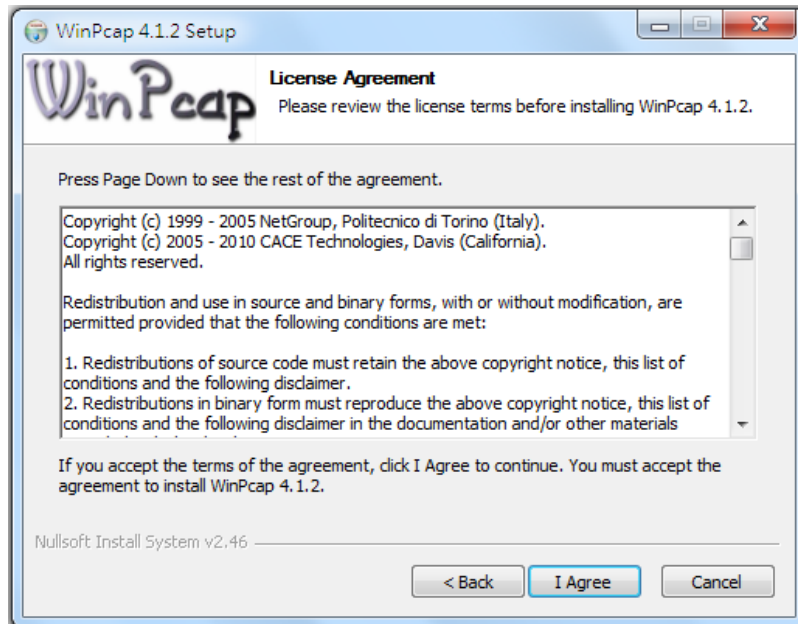 WinPcap 4.1.2 Setup
WinPcap
License Agreement
Please review the license terms before installing WinPcap 4.1.2.
Press Page Down to see the rest of the agreement.
Copyright (c) 1999 - 2005 NetGroup, Politecnico di Torino (Italy).
Copyright (c) 2005 - 2010 CACE Technologies, Davis (California).
All rights reserved.
Redistribution and use in source and binary forms, with or without modification, are
permitted provided that the following conditions are met:
1. Redistributions of source code must retain the above copyright notice, this list of
conditions and the following disclaimer.
2. Redistributions in binary form must reproduce the above copyright notice, this list of
conditions and the following disclaimer in the documentation and/or other materials
If you accept the terms of the agreement, click I Agree to continue. You must accept the
agreement to install WinPcap 4.1.2.
Nullsoft Install System v2.46
< Back
I Agree
Cancel